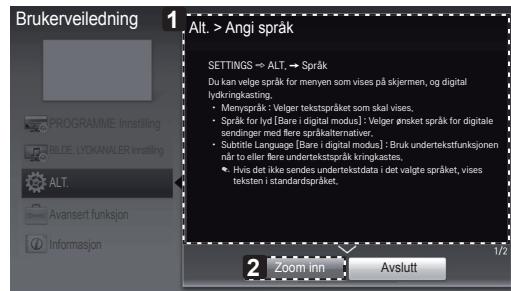 Brukerveiledning
1
Alt. > Angi språk
SETTINGS ⇨ ALT. ➙ Språk
Du kan velge språk for menyen som vises på skjermen, og digital
lydkringkasting.
• Menyspråk : Velger tekstspråket som skal vises.
• Språk for lyd [Bare i digital modus] : Velger ønsket språk for digitale
sendinger med flere språkalternativer.
• Subtitle Language [Bare i digital modus] : Bruk undertekstfunksjonen
når to eller flere undertekstspråk kringkastes.
Hvis det ikke sendes undertekstdata i det valgte språket, vises
teksten i standardspråket.
PROGRAMME Innstilling
BILDE, LYDKANALER innstilling
ALT.
Avansert funksjon
Informasjon
1/2
2
Zoom inn
Avslutt